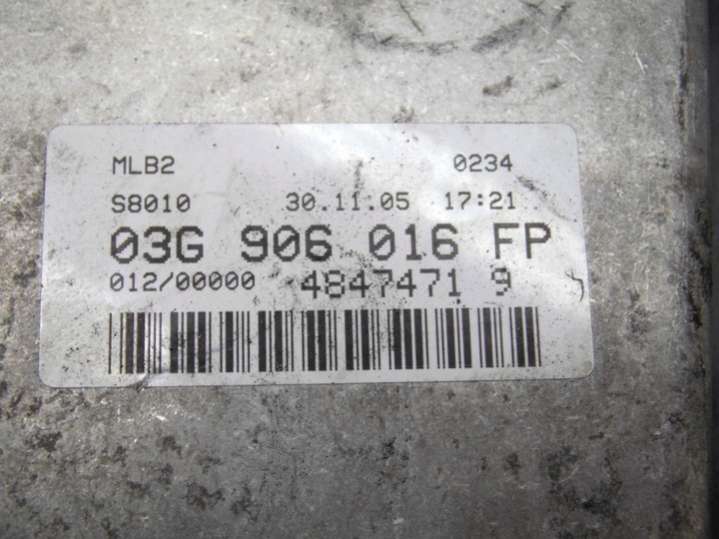 MLB2 0234
S8010 30.11.05 17:21
03G 906 016 FP
012/00000 4847471 9